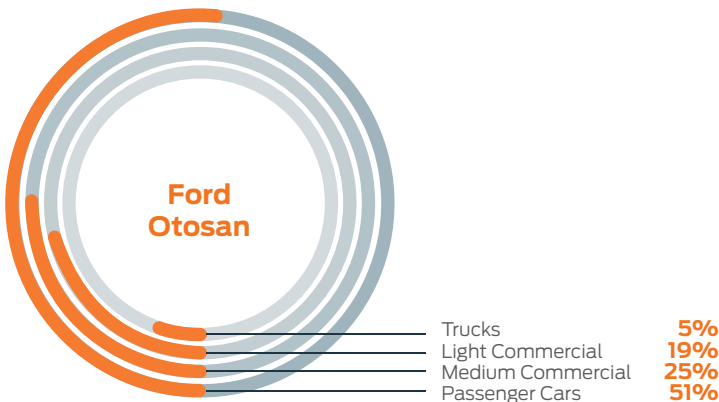 Ford
Otosan
Trucks 5%
Light Commercial 19%
Medium Commercial 25%
Passenger Cars 51%